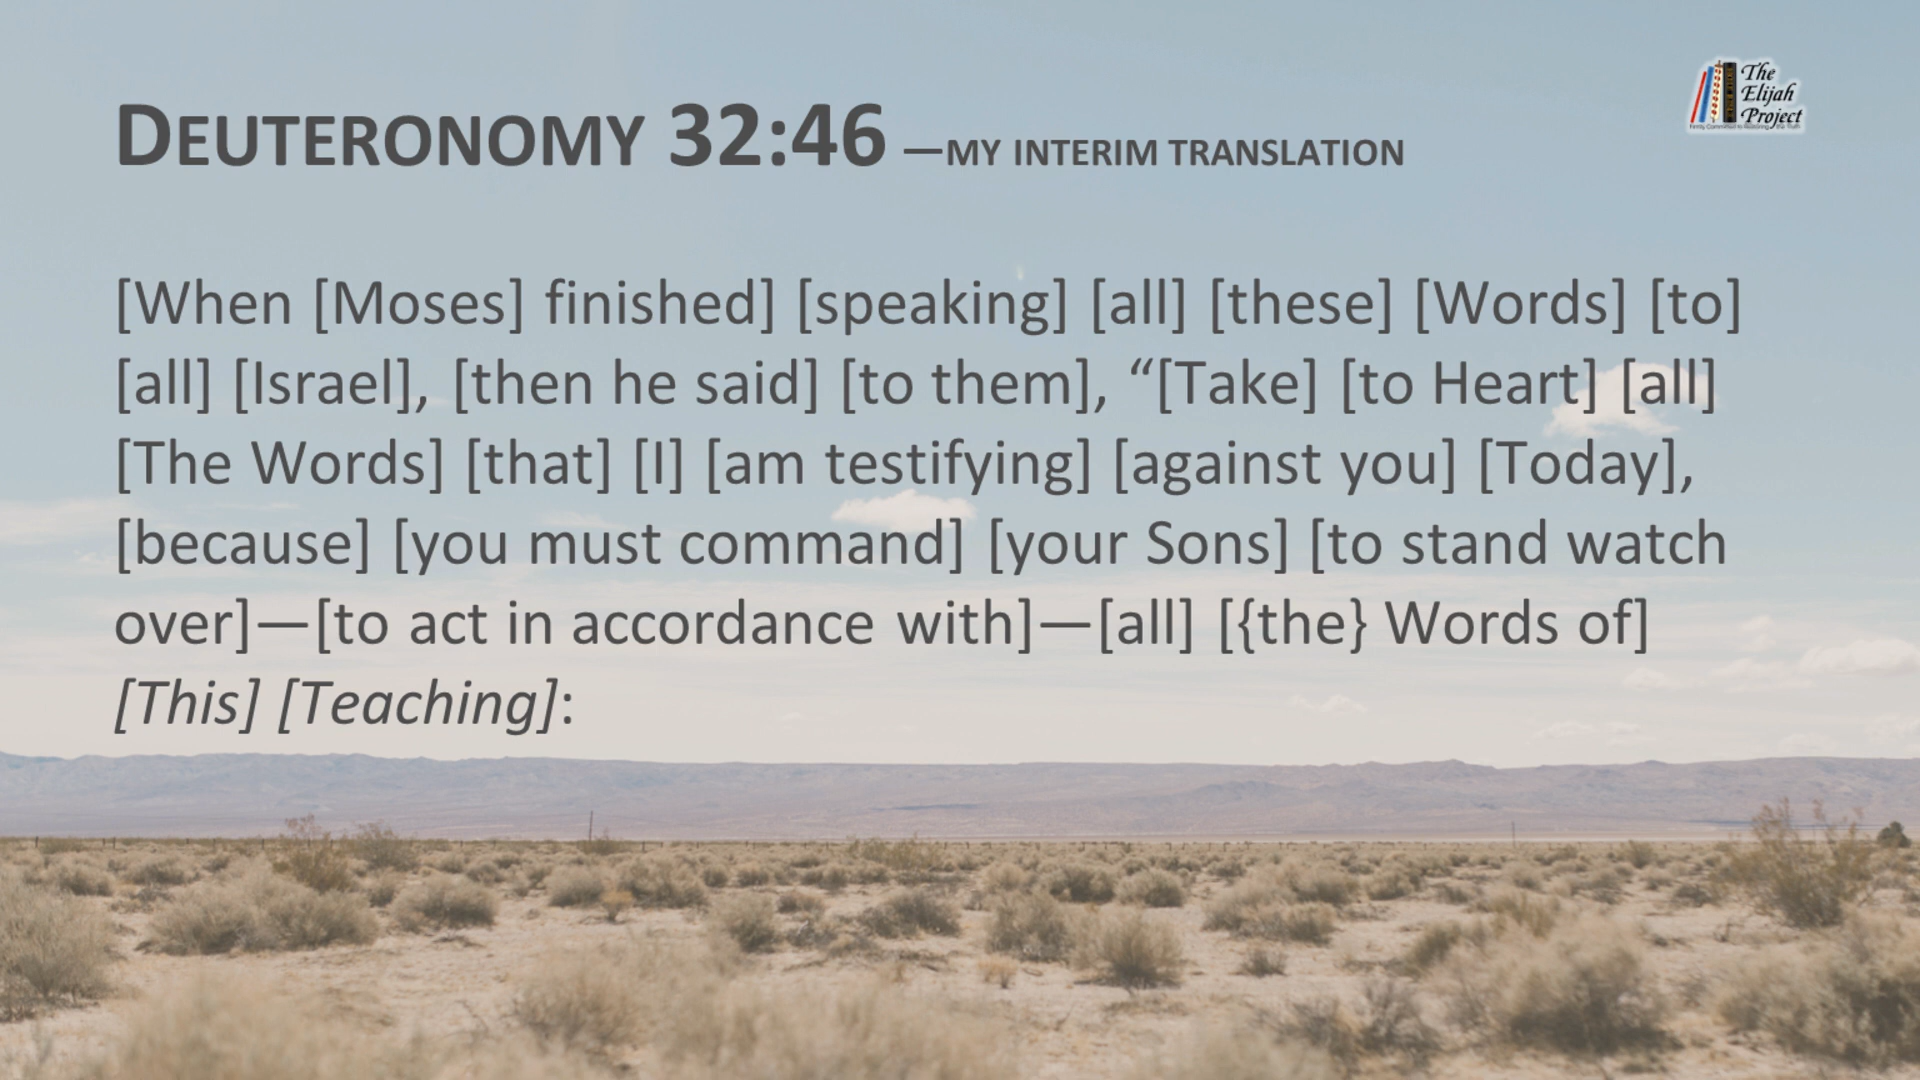 DEUTERONOMY 32:46 —MY INTERIM TRANSLATION
The
Elijah
Project
[When [Moses] finished] [speaking] [all] [these] [Words] [to]
[all] [Israel], [then he said] [to them], “[Take] [to Heart] [all]
[The Words] [that] [I] [am testifying] [against you] [Today],
[because] [you must command] [your Sons] [to stand watch
over]—[to act in accordance with]—[all] [{the} Words of]
[This] [Teaching]: